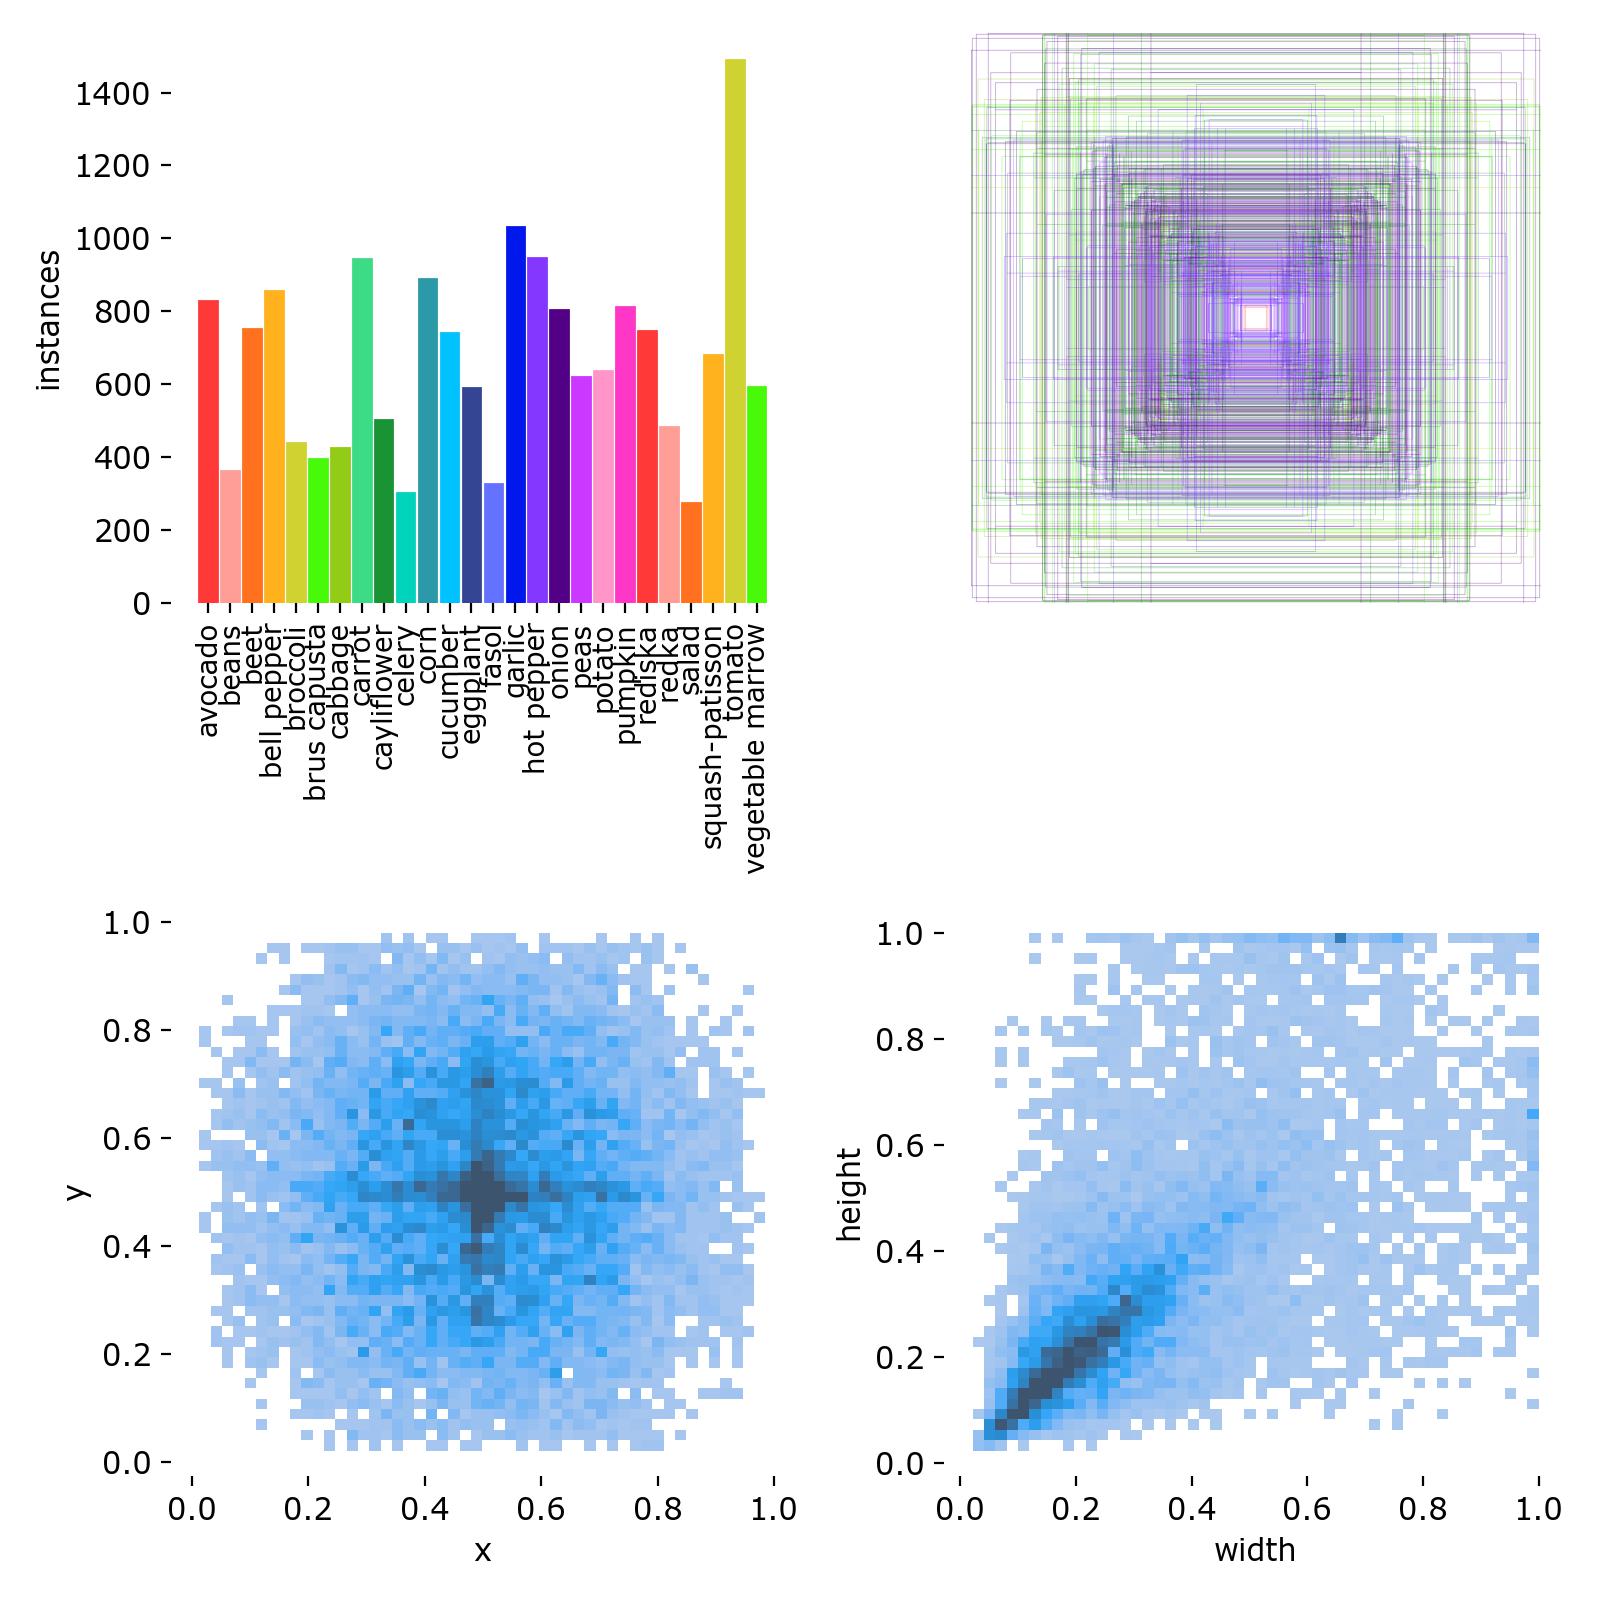 1400
1200
1000
800
600
400
200
0
instances
avocado
beans
beet
bell pepper
broccoli
brus capusta
cabbage
carrot
cayliflower
celery
corn
cucumber
eggplant
fasol
garlic
hot pepper
onion
peas
potato
pumpkin
rediska
redka
salad
squash-patisson
tomato
vegetable marrow
1.0
0.8
0.6
0.4
0.2
0.0
y
0.0 0.2 0.4 0.6 0.8 1.0
x
1.0
0.8
0.6
0.4
0.2
0.0
height
0.0 0.2 0.4 0.6 0.8 1.0
width